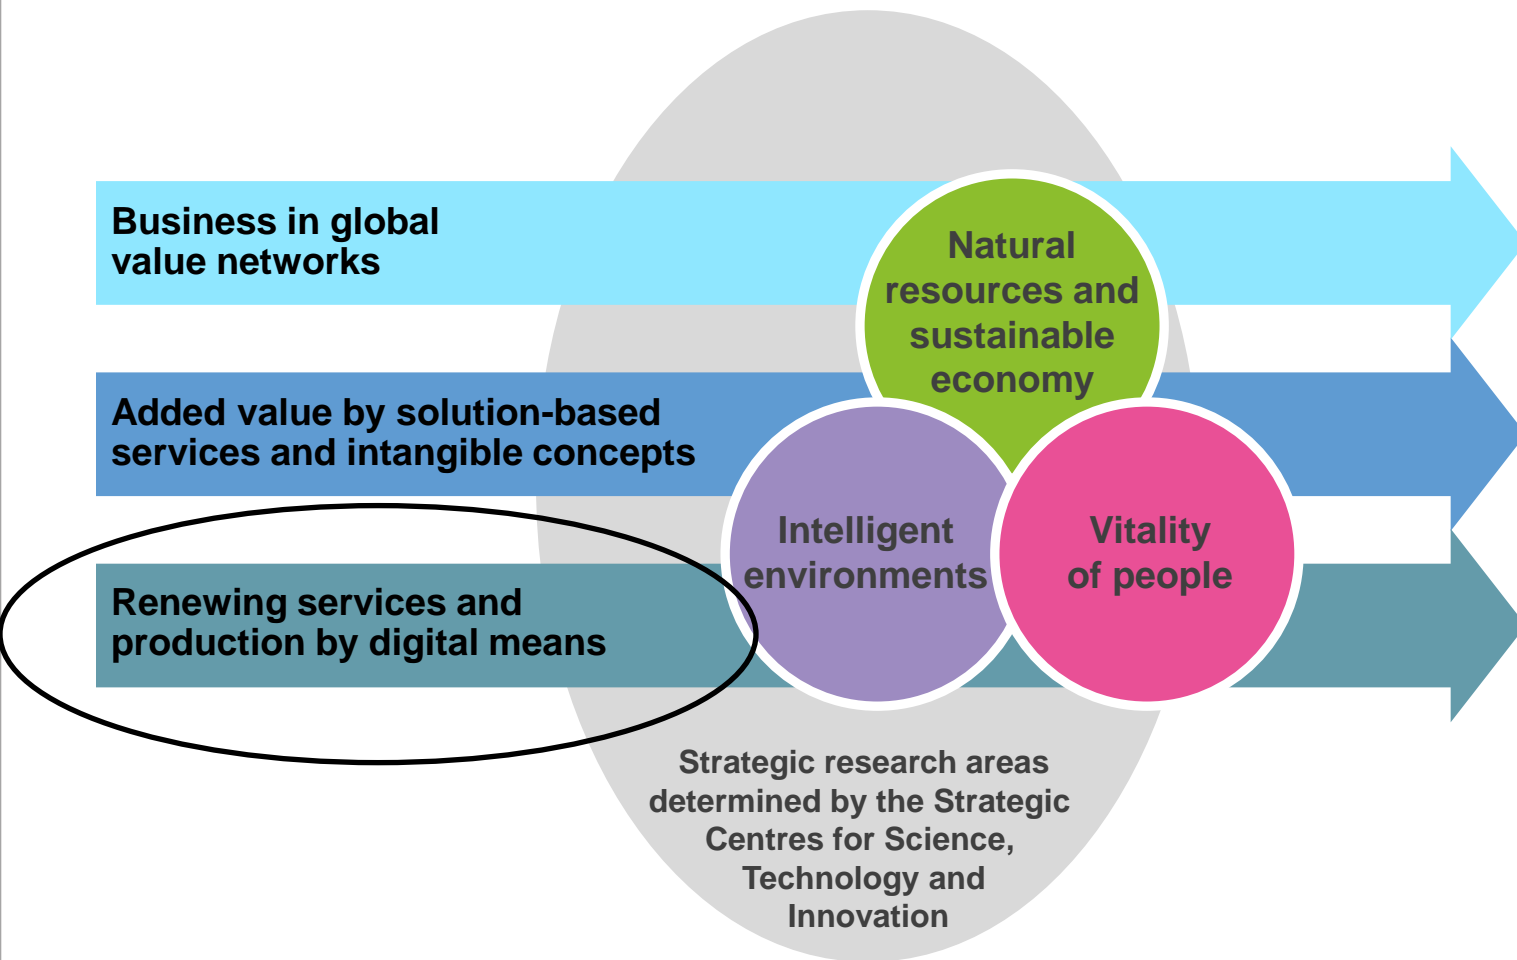 Business in global
value networks
Natural
resources and
sustainable
economy
Added value by solution-based
services and intangible concepts
Intelligent
environments
Vitality
of people
Renewing services and
production by digital means
Strategic research areas
determined by the Strategic
Centres for Science,
Technology and
Innovation